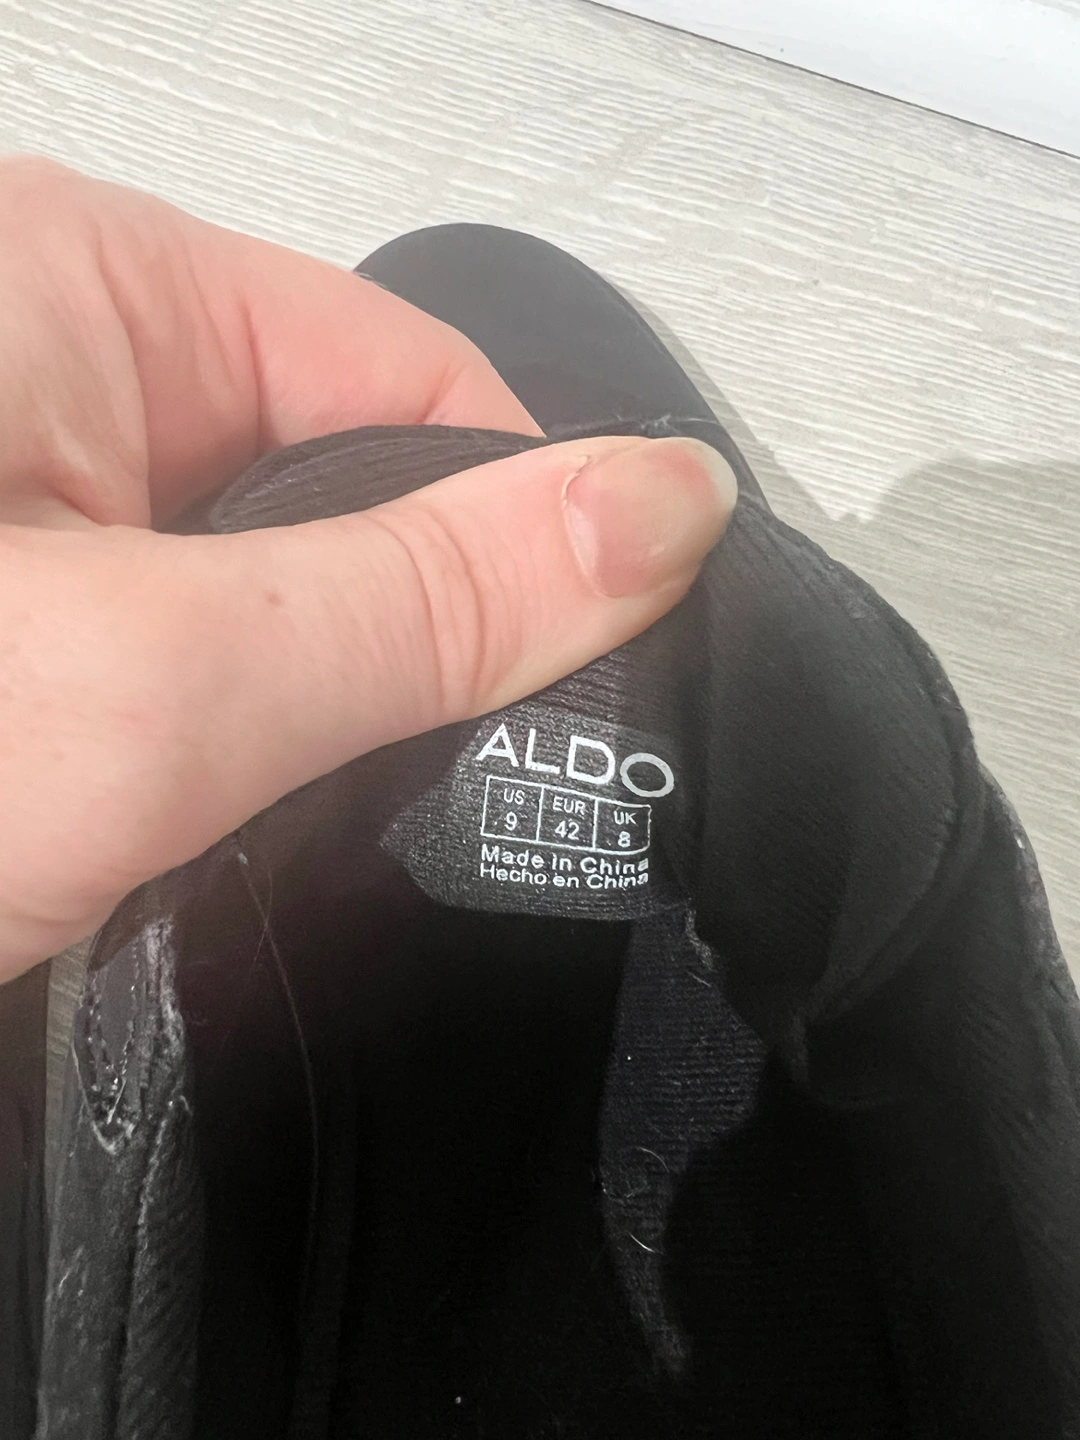 ALDO
US EUR UK
9 42 8
Made in China
Hecho en China